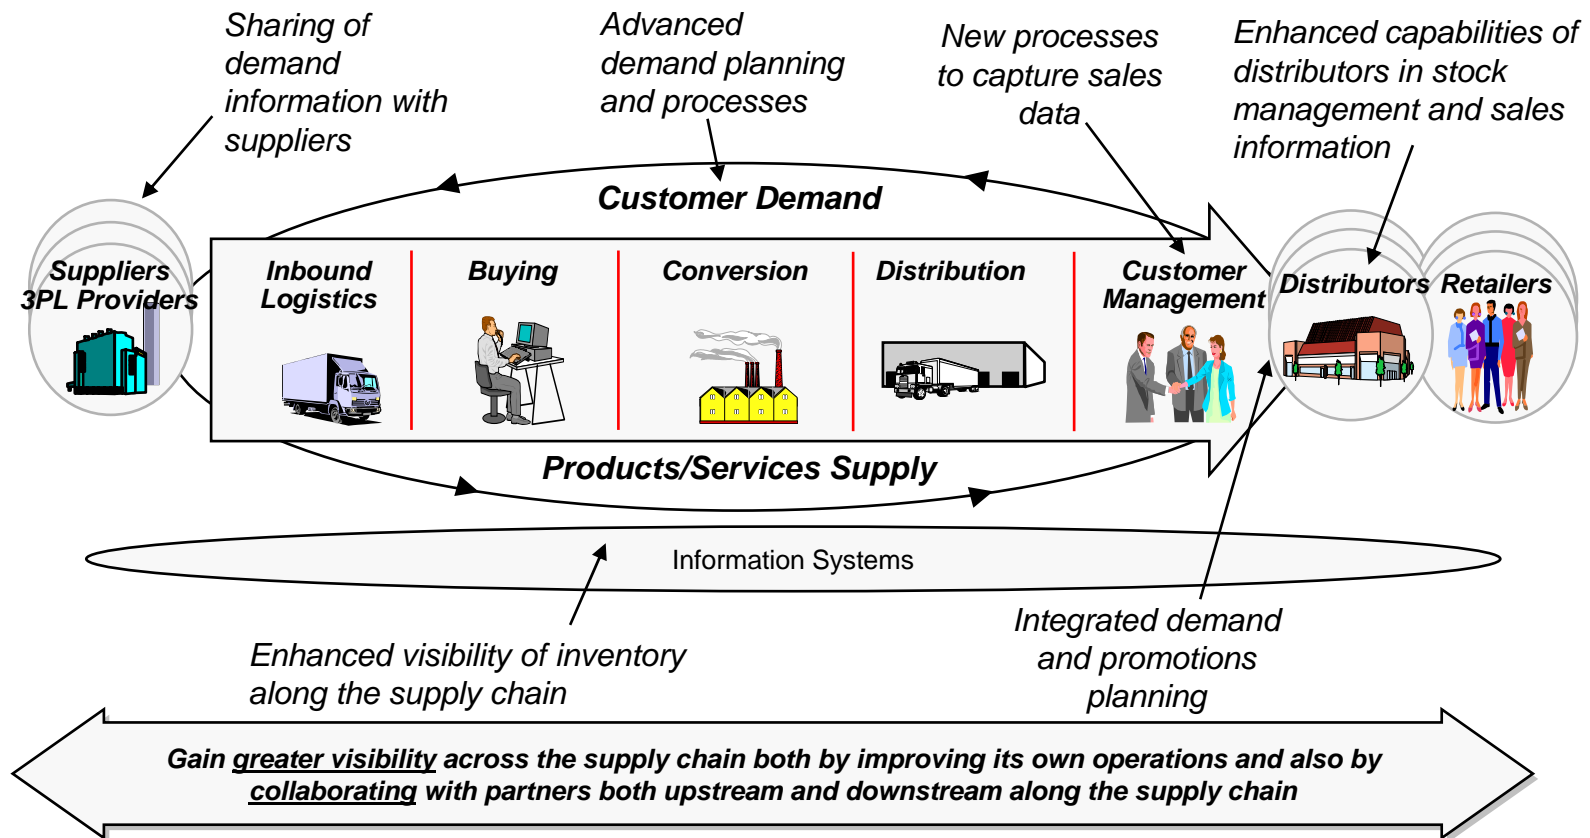 Sharing of
demand
information with
suppliers
Advanced
demand planning
and processes
New processes
to capture sales
data
Enhanced capabilities of
distributors in stock
management and sales
information
Customer Demand
Suppliers
3PL Providers
Inbound
Logistics
Buying
Conversion
Distribution
Customer
Management
Distributors
Retailers
Products/Services Supply
Information Systems
Enhanced visibility of inventory
along the supply chain
Integrated demand
and promotions
planning
Gain greater visibility across the supply chain both by improving its own operations and also by
collaborating with partners both upstream and downstream along the supply chain